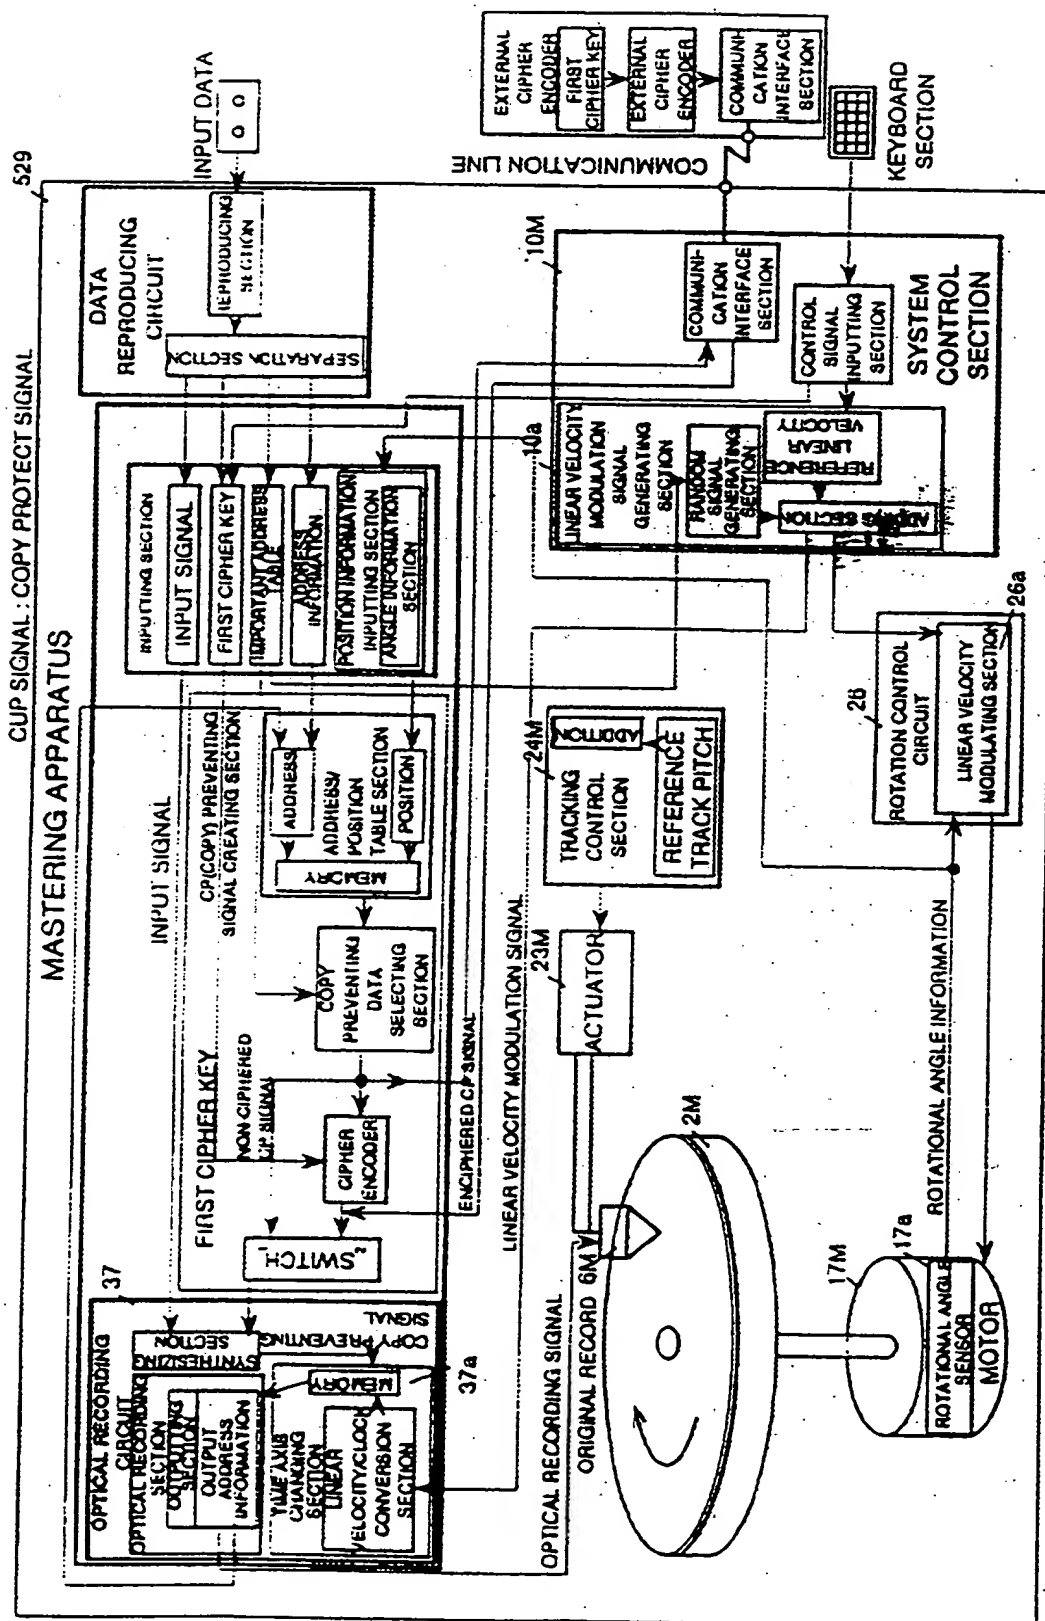 CUP SIGNAL : COPY PROTECT SIGNAL
529
MASTERING APPARATUS
INPUT DATA
DATA
REPRODUCING
CIRCUIT
REPRODUCING
SECTION
SEPARATION SECTION
EXTERNAL
CIPHER
ENCODER
FIRST
CIPHER KEY
EXTERNAL
CIPHER
ENCODER
COMMUNI-
CATION
INTERFACE
SECTION
COMMUNICATION LINE
KEYBOARD
SECTION
INPUTTING SECTION
INPUT SIGNAL
FIRST CIPHER KEY
IMPORTANT ADDRESS
TABLE
ADDRESS
INFORMATION
POSITION INFORMATION
INPUTTING SECTION
ANGLE INFORMATION
SECTION
10M
COMMUNI-
CATION
INTERFACE
SECTION
CONTROL
SIGNAL
INPUTTING
SECTION
SYSTEM
CONTROL
SECTION
10a
LINEAR VELOCITY
MODULATION
SIGNAL
GENERATING
SECTION
RANDOM
SIGNAL
GENERATING
SECTION
REFERENCE
LINEAR
VELOCITY
ADDING SECTION
INPUT SIGNAL
CP(COPY) PREVENTING
SIGNAL CREATING SECTION
ADDRESS
ADDRESS/
POSITION
TABLE SECTION
POSITION
MEMORY
COPY
PREVENTING
DATA
SELECTING
SECTION
FIRST CIPHER KEY
NON CIPHERED
CP SIGNAL
CIPHER
ENCODER
1
2
SWITCH
ENCIPHERED CP SIGNAL
LINEAR VELOCITY MODULATION SIGNAL
24M
TRACKING
CONTROL
SECTION
ADDITION
REFERENCE
TRACK PITCH
23M
ACTUATOR
26
ROTATION CONTROL
CIRCUIT
26a
LINEAR VELOCITY
MODULATING SECTION
37
OPTICAL RECORDING
CIRCUIT
OPTICAL RECORDING
SECTION
OUTPUTTING
SECTION
OUTPUT
ADDRESS
INFORMATION
SYNTHESIZING
SECTION
COPY PREVENTING
SIGNAL
37a
MEMORY
TIME AXIS
CHANGING
SECTION
LINEAR
VELOCITY/CLOCK
CONVERSION
SECTION
OPTICAL RECORDING SIGNAL
ORIGINAL RECORD 6M
2M
ROTATIONAL ANGLE INFORMATION
17M
17a
ROTATIONAL ANGLE
SENSOR
MOTOR